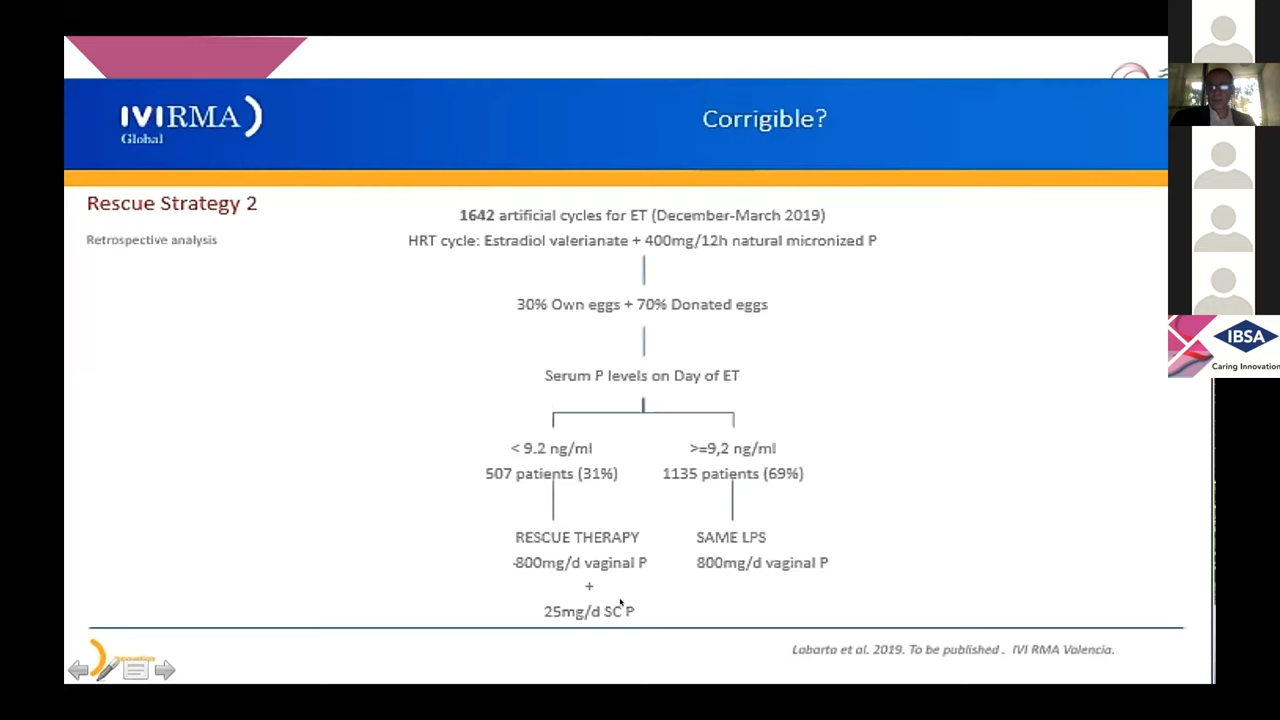 IVIRMA
Global
Corrigible?
Rescue Strategy 2
Retrospective analysis
1642 artificial cycles for ET (December-March 2019)
HRT cycle: Estradiol valerianate + 400mg/12h natural micronized P
30% Own eggs + 70% Donated eggs
Serum P levels on Day of ET
< 9.2 ng/ml
507 patients (31%)
>=9,2 ng/ml
1135 patients (69%)
RESCUE THERAPY
-800mg/d vaginal P
+
25mg/d SC P
SAME LPS
800mg/d vaginal P
Labarta et al. 2019. To be published . IVI RMA Valencia.
IBSA
Caring Innovation